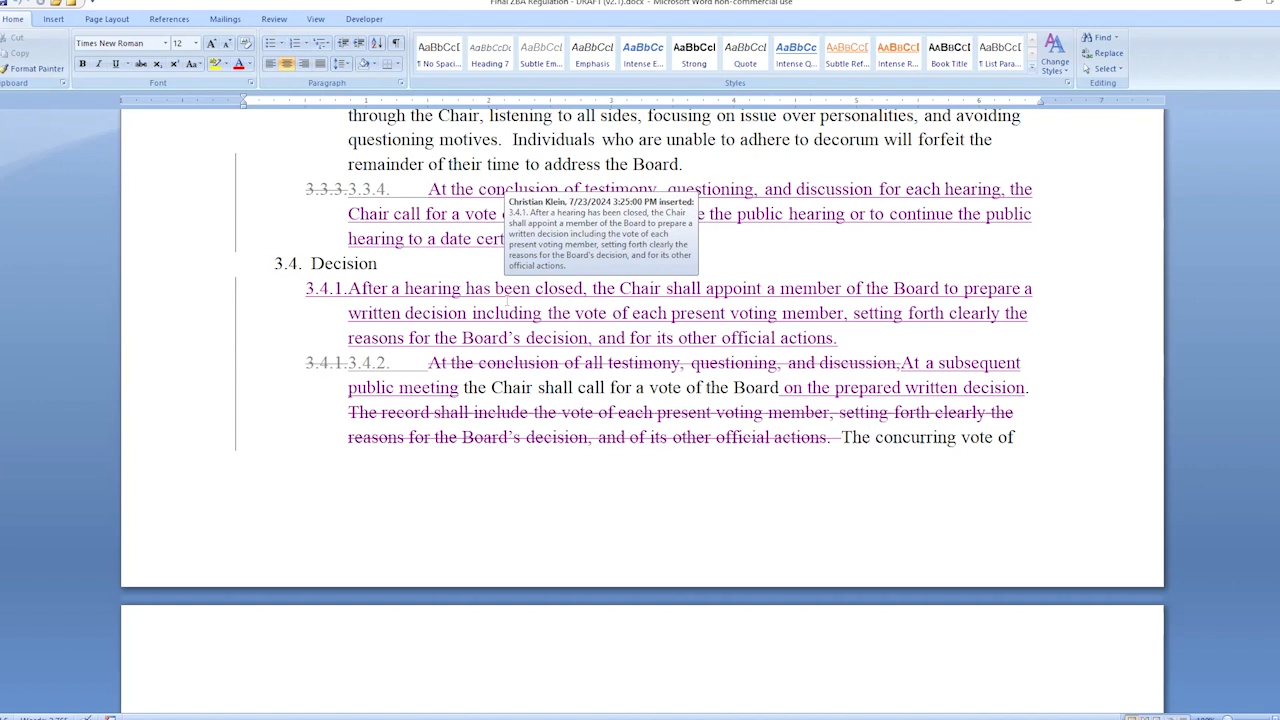 Final ZBA Regulation - DRAFT (v2.1).docx - Microsoft Word non-commercial use
Home Insert Page Layout References Mailings Review View Developer
Cut
Copy
Format Painter
Times New Roman 12
Find
Replace
Select
AaBbCcI AaBbCcDc AaBbCcI AaBbCcI AaBbCc AaBbCcI AaBbCcI AaBbCc AaBbCcI AaBbCc AaBbCcI AaBbCcI
¶ No Spaci... Heading 7 Subtle Em... Emphasis Intense E... Strong Quote Intense Q... Subtle Ref... Intense R... Book Title ¶ List Para...
Change
Styles
pboard Font Paragraph Styles Editing
1 1 2 3 4 5 6 7
through the Chair, listening to all sides, focusing on issue over personalities, and avoiding
questioning motives. Individuals who are unable to adhere to decorum will forfeit the
remainder of their time to address the Board.
3.3.3.3.3.4. At the conclusion of testimony, questioning, and discussion for each hearing, the
Chair call for a vote e the public hearing or to continue the public
hearing to a date cert
Christian Klein, 7/23/2024 3:25:00 PM inserted:
3.4.1. After a hearing has been closed, the Chair
shall appoint a member of the Board to prepare a
written decision including the vote of each
present voting member, setting forth clearly the
reasons for the Board's decision, and for its other
official actions.
3.4. Decision
3.4.1.After a hearing has been closed, the Chair shall appoint a member of the Board to prepare a
written decision including the vote of each present voting member, setting forth clearly the
reasons for the Board's decision, and for its other official actions.
3.4.1.3.4.2. At the conclusion of all testimony, questioning, and discussion,At a subsequent
public meeting the Chair shall call for a vote of the Board on the prepared written decision.
The record shall include the vote of each present voting member, setting forth clearly the
reasons for the Board's decision, and of its other official actions. The concurring vote of